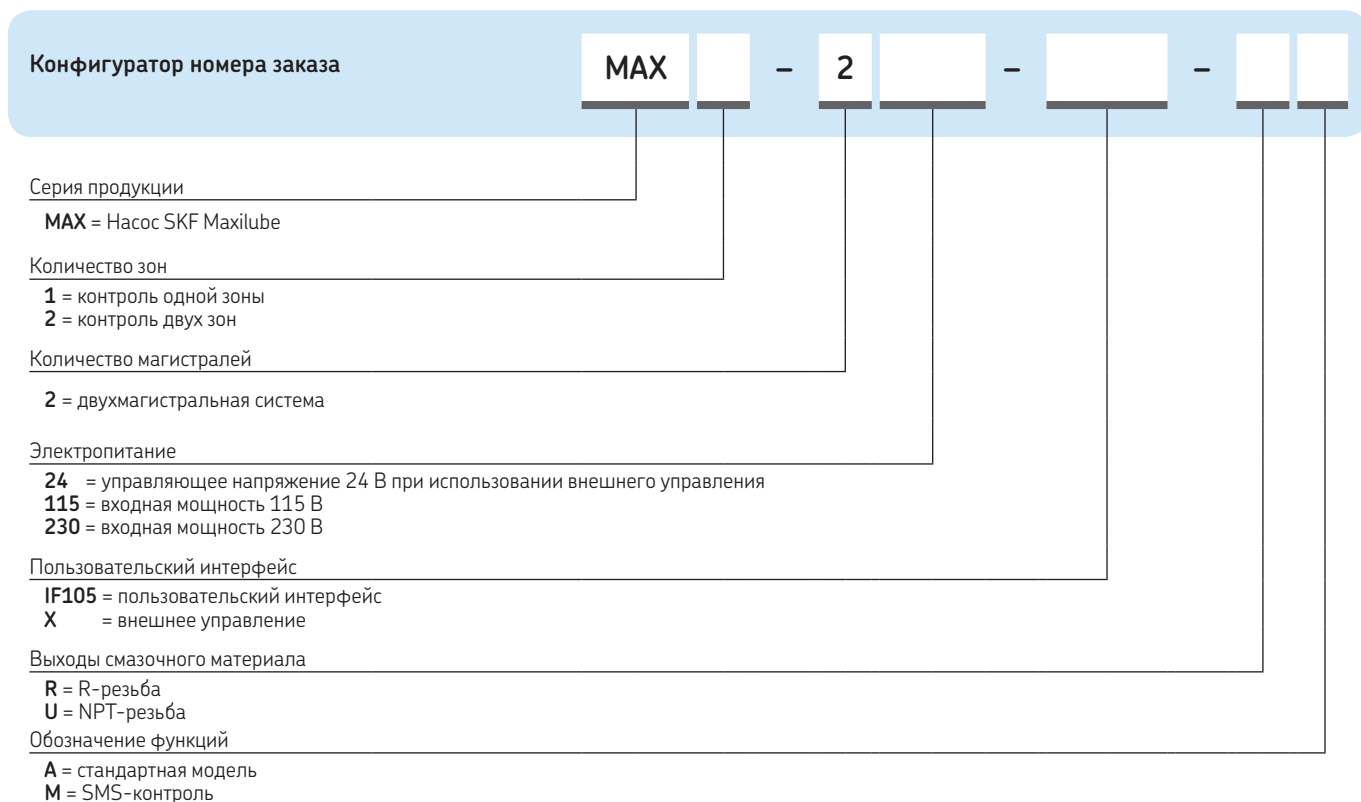 Конфигуратор номера заказа MAX – 2 – –
Серия продукции
MAX = Насос SKF Maxilube
Количество зон
1 = контроль одной зоны
2 = контроль двух зон
Количество магистралей
2 = двухмагистральная система
Электропитание
24 = управляющее напряжение 24 В при использовании внешнего управления
115 = входная мощность 115 В
230 = входная мощность 230 В
Пользовательский интерфейс
IF105 = пользовательский интерфейс
X = внешнее управление
Выходы смазочного материала
R = R-резьба
U = NPT-резьба
Обозначение функций
A = стандартная модель
M = SMS-контроль